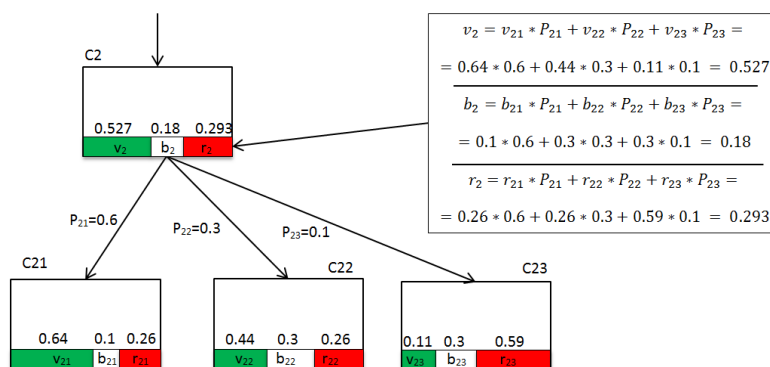 C2
0.527 0.18 0.293
v₂ b₂ r₂
v₂ = v₂₁ * P₂₁ + v₂₂ * P₂₂ + v₂₃ * P₂₃ =
= 0.64 * 0.6 + 0.44 * 0.3 + 0.11 * 0.1 = 0.527
b₂ = b₂₁ * P₂₁ + b₂₂ * P₂₂ + b₂₃ * P₂₃ =
= 0.1 * 0.6 + 0.3 * 0.3 + 0.3 * 0.1 = 0.18
r₂ = r₂₁ * P₂₁ + r₂₂ * P₂₂ + r₂₃ * P₂₃ =
= 0.26 * 0.6 + 0.26 * 0.3 + 0.59 * 0.1 = 0.293
P₂₁=0.6
P₂₂=0.3
P₂₃=0.1
C21
0.64 0.1 0.26
v₂₁ b₂₁ r₂₁
C22
0.44 0.3 0.26
v₂₂ b₂₂ r₂₂
C23
0.11 0.3 0.59
v₂₃ b₂₃ r₂₃